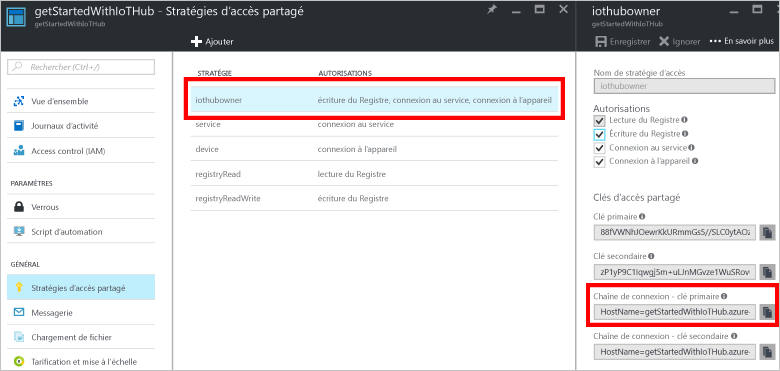 getStartedWithIoTHub - Stratégies d'accès partagé
getStartedWithIoTHub
Ajouter
Rechercher (Ctrl+/)
Vue d'ensemble
Journaux d'activité
Access control (IAM)
PARAMÈTRES
Verrous
Script d'automation
GÉNÉRAL
Stratégies d'accès partagé
Messagerie
Chargement de fichier
Tarification et mise à l'échelle
STRATÉGIE AUTORISATIONS
iothubowner écriture du Registre, connexion au service, connexion à l'appareil
service connexion au service
device connexion à l'appareil
registryRead lecture du Registre
registryReadWrite écriture du Registre
iothubowner
getStartedWithIoTHub
Enregistrer Ignorer ••• En savoir plus
Nom de stratégie d'accès
iothubowner
Autorisations
Lecture du Registre
Écriture du Registre
Connexion au service
Connexion à l'appareil
Clés d'accès partagé
Clé primaire
88fVWNhJOewrKkURmmGs5//SLC0ytAOz
Clé secondaire
zP1yP9C1Iqwgj5m+uLJnMGvze1WuSRov
Chaîne de connexion - clé primaire
HostName=getStartedWithIoTHub.azure-
Chaîne de connexion - clé secondaire
HostName=getStartedWithIoTHub.azure-